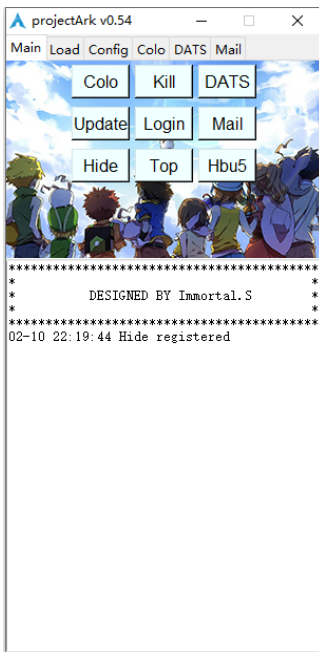 projectArk v0.54
Main Load Config Colo DATS Mail
Colo Kill DATS
Update Login Mail
Hide Top Hbu5
******************************************
* *
* DESIGNED BY Immortal.S *
* *
******************************************
02-10 22:19:44 Hide registered